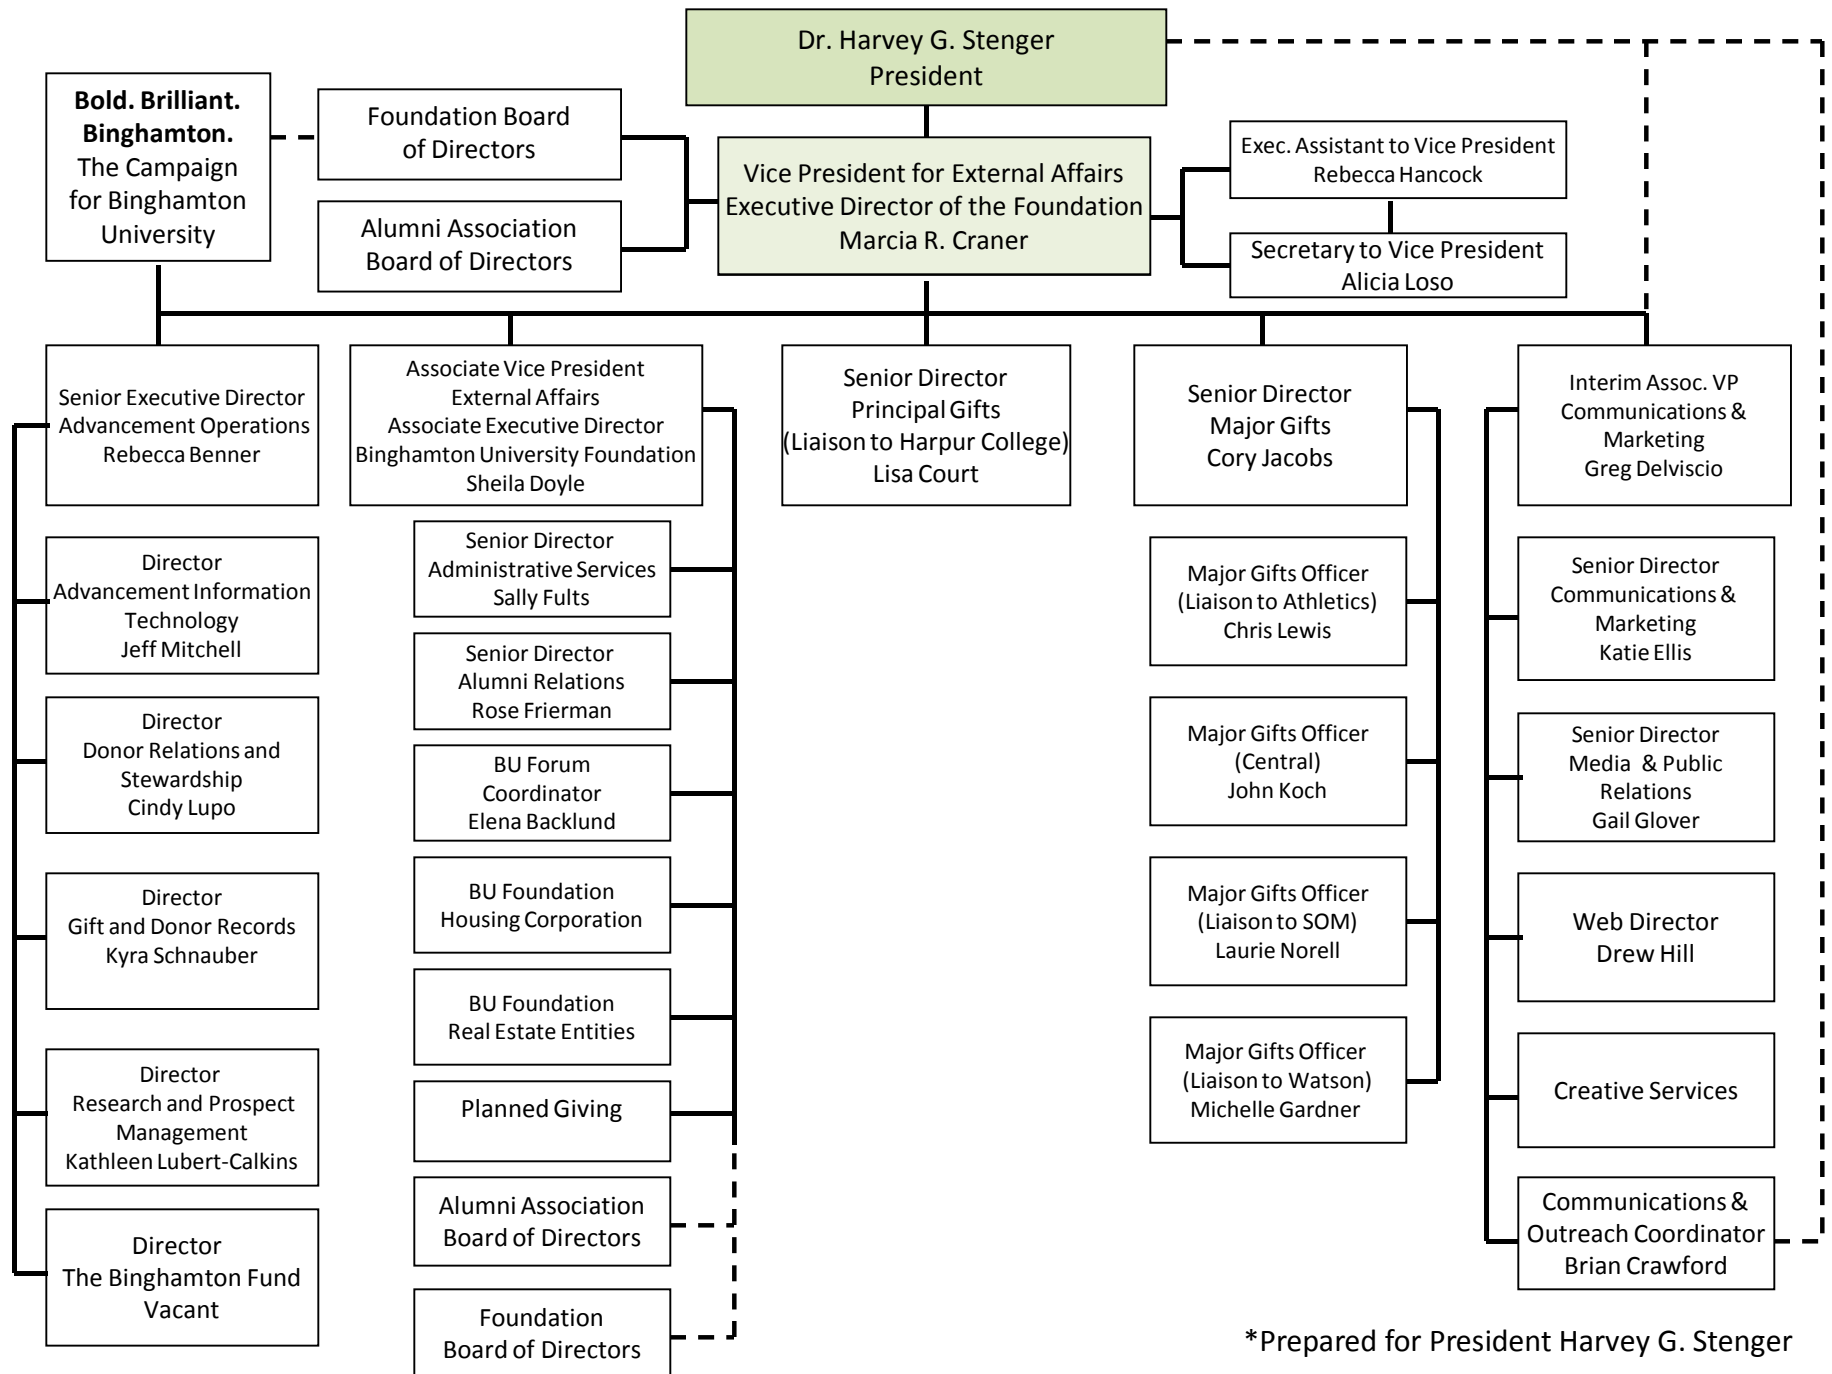 Dr. Harvey G. Stenger
President
Bold. Brilliant.
Binghamton.
The Campaign
for Binghamton
University
Foundation Board
of Directors
Alumni Association
Board of Directors
Vice President for External Affairs
Executive Director of the Foundation
Marcia R. Craner
Exec. Assistant to Vice President
Rebecca Hancock
Secretary to Vice President
Alicia Loso
Senior Executive Director
Advancement Operations
Rebecca Benner
Director
Advancement Information
Technology
Jeff Mitchell
Director
Donor Relations and
Stewardship
Cindy Lupo
Director
Gift and Donor Records
Kyra Schnauber
Director
Research and Prospect
Management
Kathleen Lubert-Calkins
Director
The Binghamton Fund
Vacant
Associate Vice President
External Affairs
Associate Executive Director
Binghamton University Foundation
Sheila Doyle
Senior Director
Administrative Services
Sally Fults
Senior Director
Alumni Relations
Rose Frierman
BU Forum
Coordinator
Elena Backlund
BU Foundation
Housing Corporation
BU Foundation
Real Estate Entities
Planned Giving
Alumni Association
Board of Directors
Foundation
Board of Directors
Senior Director
Principal Gifts
(Liaison to Harpur College)
Lisa Court
Senior Director
Major Gifts
Cory Jacobs
Major Gifts Officer
(Liaison to Athletics)
Chris Lewis
Major Gifts Officer
(Central)
John Koch
Major Gifts Officer
(Liaison to SOM)
Laurie Norell
Major Gifts Officer
(Liaison to Watson)
Michelle Gardner
Interim Assoc. VP
Communications &
Marketing
Greg Delviscio
Senior Director
Communications &
Marketing
Katie Ellis
Senior Director
Media & Public
Relations
Gail Glover
Web Director
Drew Hill
Creative Services
Communications &
Outreach Coordinator
Brian Crawford
*Prepared for President Harvey G. Stenger